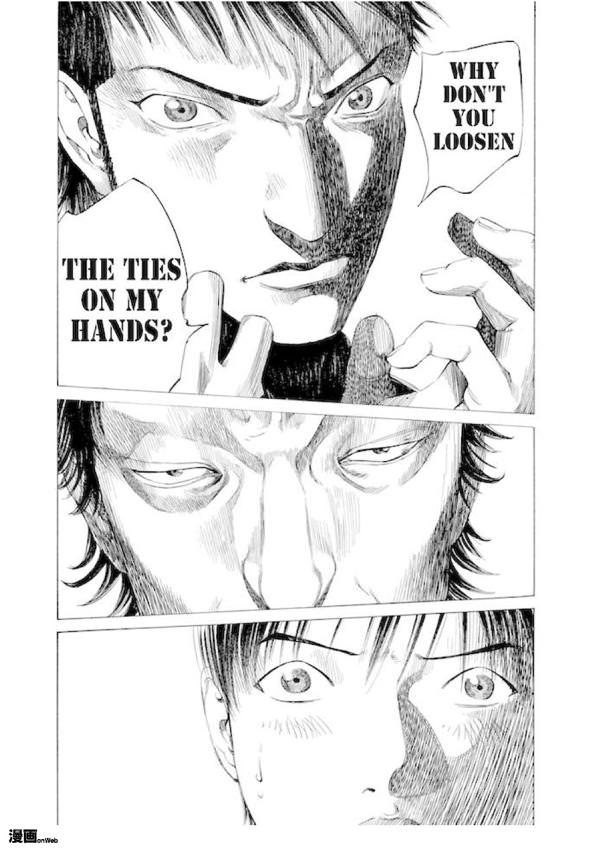 WHY
DON'T
YOU
LOOSEN
THE TIES
ON MY
HANDS?
漫画onWeb